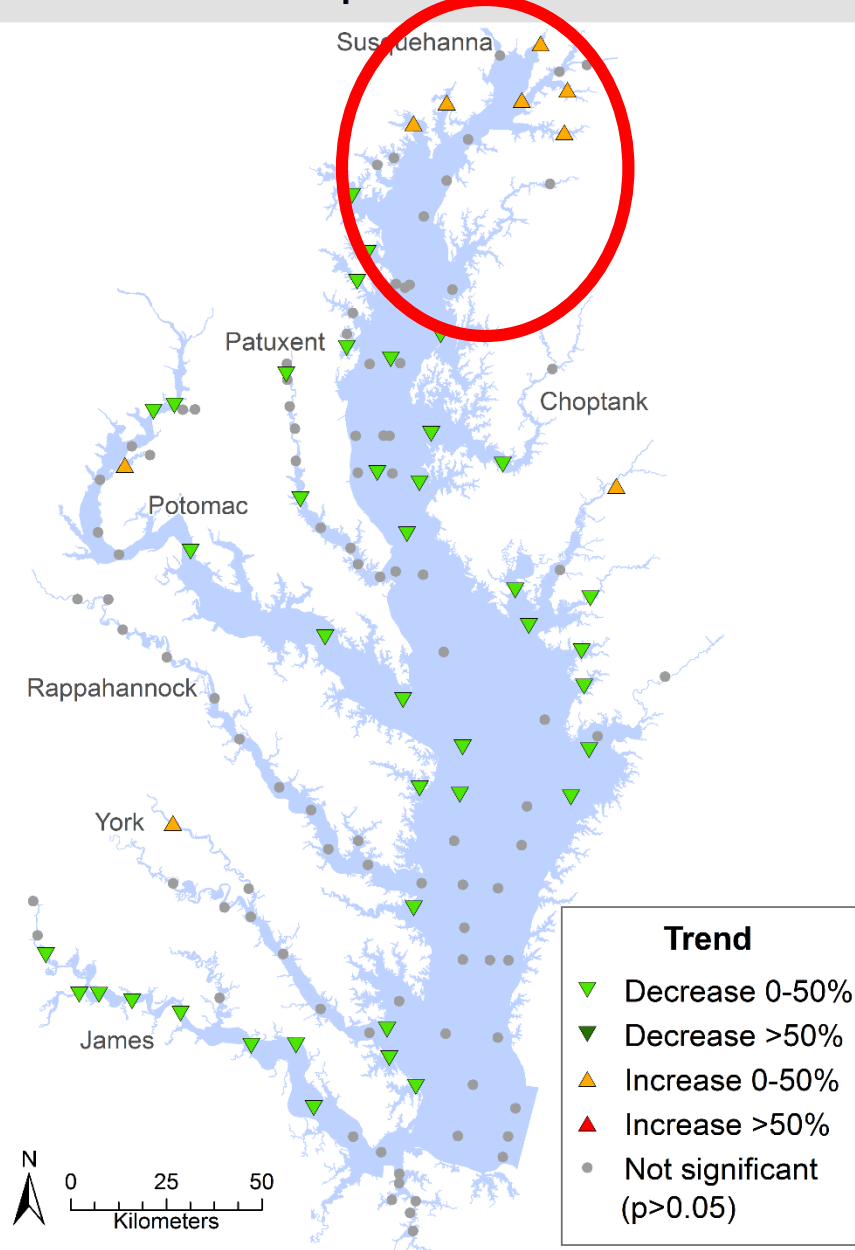 Susquehanna
Patuxent
Choptank
Potomac
Rappahannock
York
James
Trend
Decrease 0-50%
Decrease >50%
Increase 0-50%
Increase >50%
Not significant
(p>0.05)
N
0 25 50
Kilometers